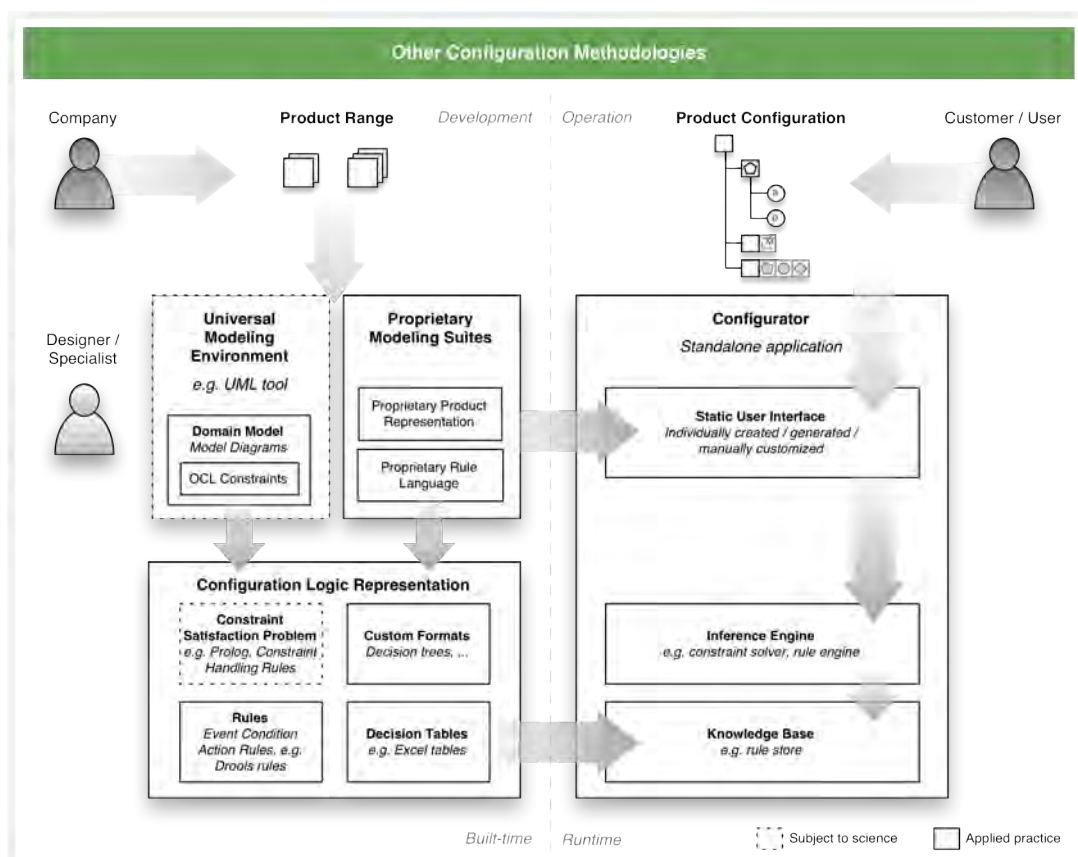 Other Configuration Methodologies
Company
Product Range
Development
Operation
Product Configuration
Customer / User
Designer /
Specialist
Universal
Modeling
Environment
e.g. UML tool
Domain Model
Model Diagrams
OCL Constraints
Proprietary
Modeling Suites
Proprietary Product
Representation
Proprietary Rule
Language
Configurator
Standalone application
Static User Interface
Individually created / generated /
manually customized
Configuration Logic Representation
Constraint
Satisfaction Problem
e.g. Prolog, Constraint
Handling Rules
Custom Formats
Decision trees, ...
Rules
Event Condition
Action Rules, e.g.
Drools rules
Decision Tables
e.g. Excel tables
Inference Engine
e.g. constraint solver, rule engine
Knowledge Base
e.g. rule store
Built-time
Runtime
Subject to science
Applied practice